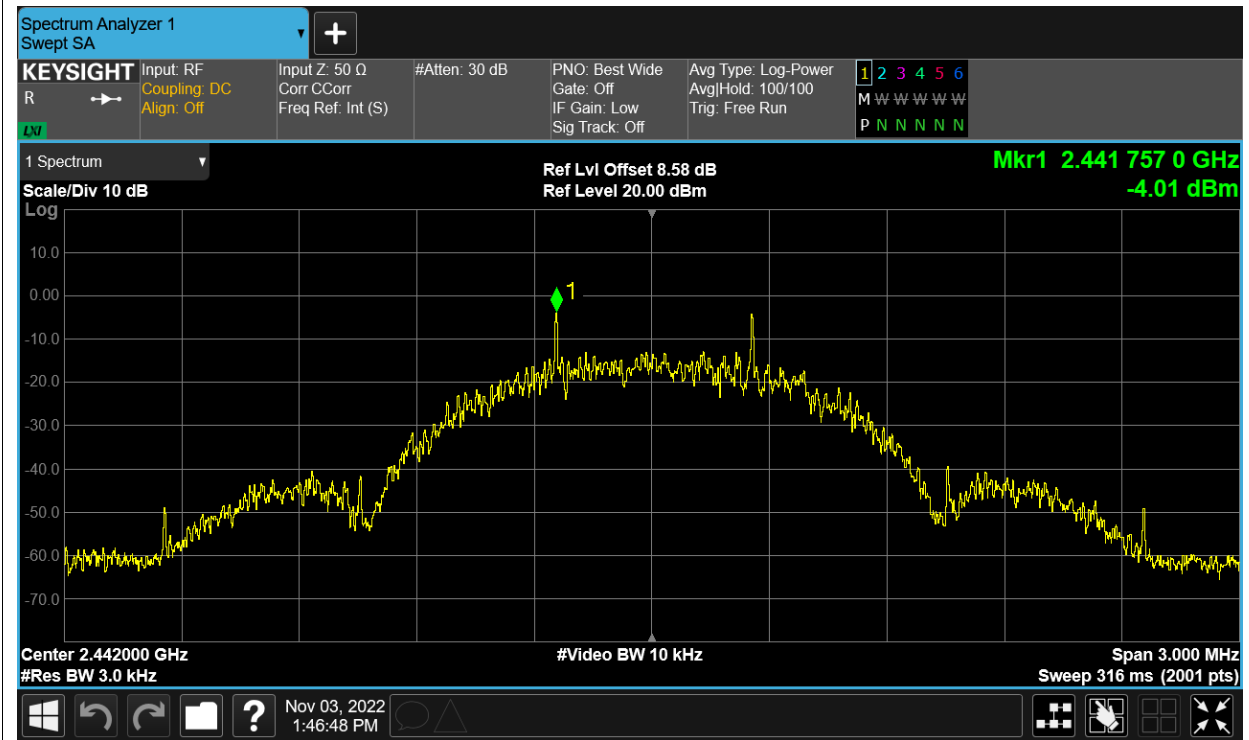 Spectrum Analyzer 1
Swept SA
KEYSIGHT
R
LXI
Input: RF
Coupling: DC
Align: Off
Input Z: 50 Ω
Corr CCorr
Freq Ref: Int (S)
#Atten: 30 dB
PNO: Best Wide
Gate: Off
IF Gain: Low
Sig Track: Off
Avg Type: Log-Power
Avg|Hold: 100/100
Trig: Free Run
1 2 3 4 5 6
M W W W W W
P N N N N N
1 Spectrum
Scale/Div 10 dB
Log
Ref Lvl Offset 8.58 dB
Ref Level 20.00 dBm
Mkr1 2.441 757 0 GHz
-4.01 dBm
10.0
0.00
-10.0
-20.0
-30.0
-40.0
-50.0
-60.0
-70.0
1
Center 2.442000 GHz
#Res BW 3.0 kHz
#Video BW 10 kHz
Span 3.000 MHz
Sweep 316 ms (2001 pts)
?
Nov 03, 2022
1:46:48 PM